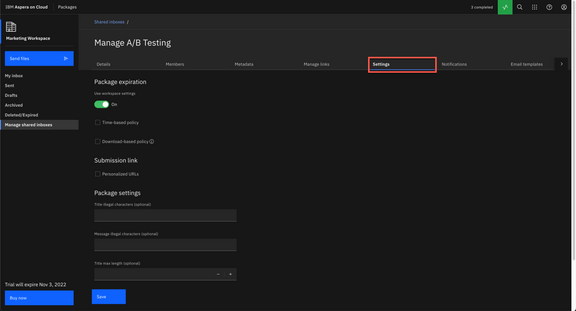 IBM Aspera on Cloud
Packages
3 completed
Marketing Workspace
Send files
My inbox
Sent
Drafts
Archived
Deleted/Expired
Manage shared inboxes
Trial will expire Nov 3, 2022
Buy now
Shared inboxes /
Manage A/B Testing
Details
Members
Metadata
Manage links
Settings
Notifications
Email templates
Package expiration
Use workspace settings
On
Time-based policy
Download-based policy
Submission link
Personalized URLs
Package settings
Title illegal characters (optional)
Message illegal characters (optional)
Title max length (optional)
Save